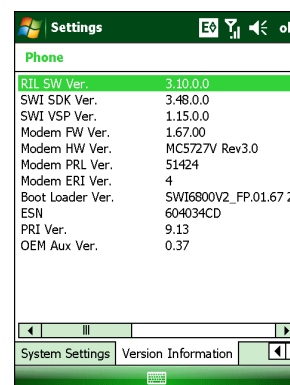 Settings
Phone
RIL SW Ver. 3.10.0.0
SWI SDK Ver. 3.48.0.0
SWI VSP Ver. 1.15.0.0
Modem FW Ver. 1.67.00
Modem HW Ver. MC5727V Rev3.0
Modem PRL Ver. 51424
Modem ERI Ver. 4
Boot Loader Ver. SWI6800V2_FP.01.67 2
ESN 604034CD
PRI Ver. 9.13
OEM Aux Ver. 0.37
System Settings Version Information